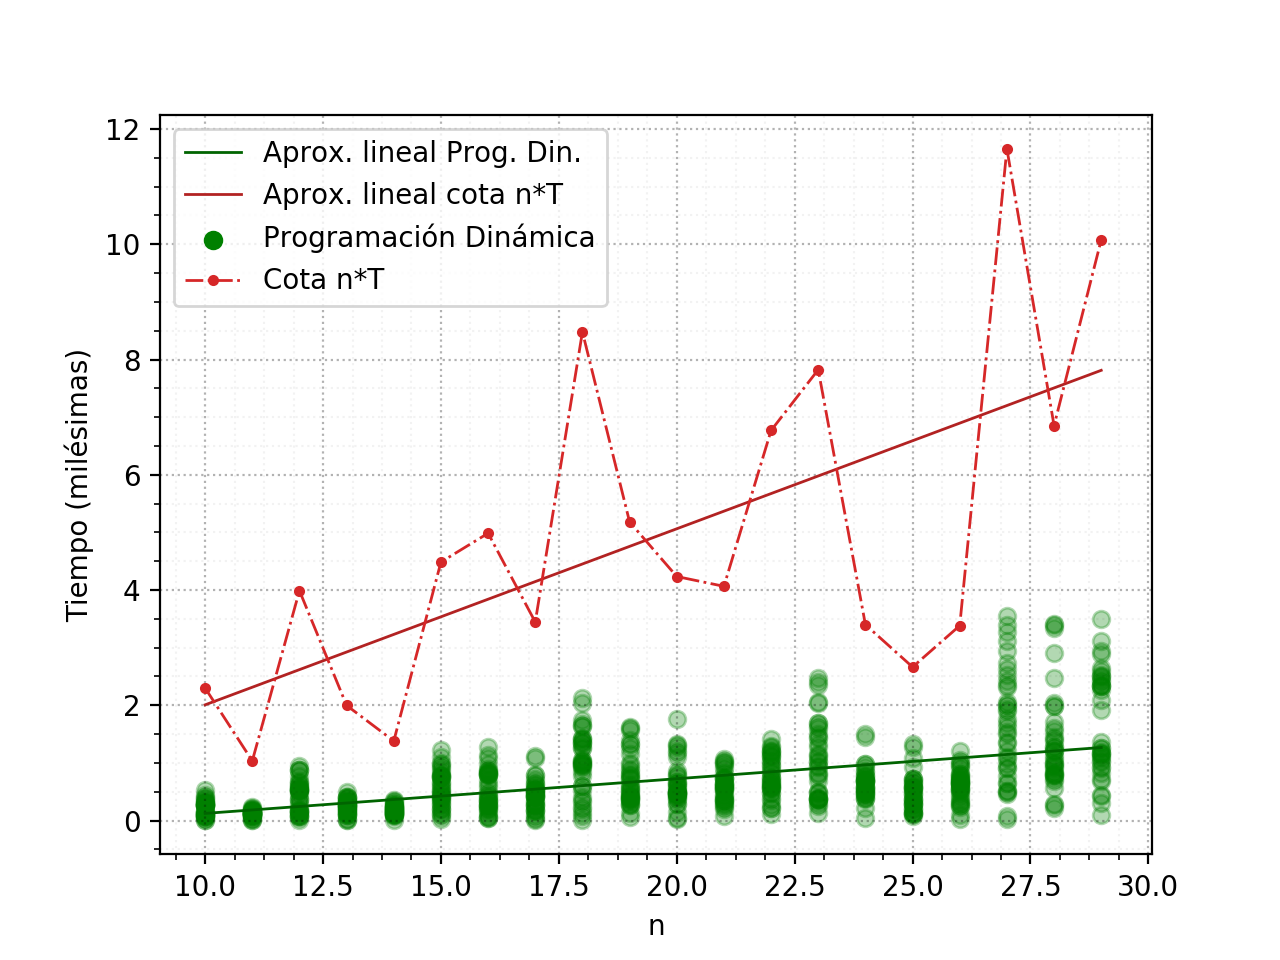 Aprox. lineal Prog. Din.
Aprox. lineal cota n*T
Programación Dinámica
Cota n*T
12
10
8
6
4
2
0
Tiempo (milésimas)
10.0 12.5 15.0 17.5 20.0 22.5 25.0 27.5 30.0
n